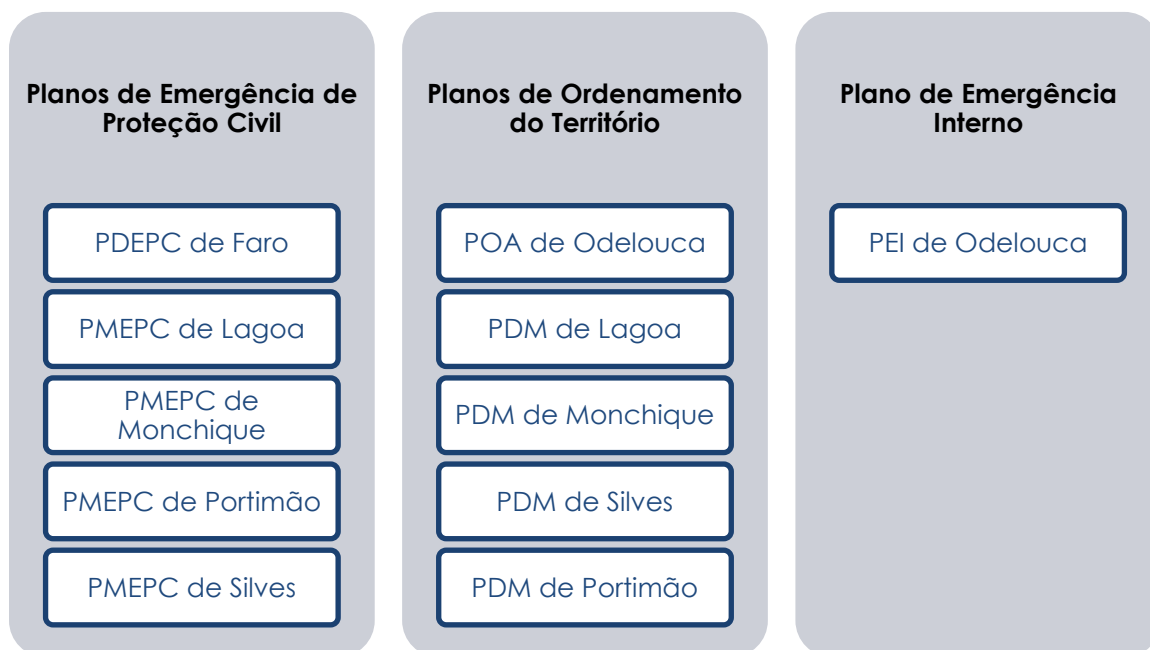 Planos de Emergência de
Proteção Civil
PDEPC de Faro
PMEPC de Lagoa
PMEPC de
Monchique
PMEPC de Portimão
PMEPC de Silves
Planos de Ordenamento
do Território
POA de Odelouca
PDM de Lagoa
PDM de Monchique
PDM de Silves
PDM de Portimão
Plano de Emergência
Interno
PEI de Odelouca